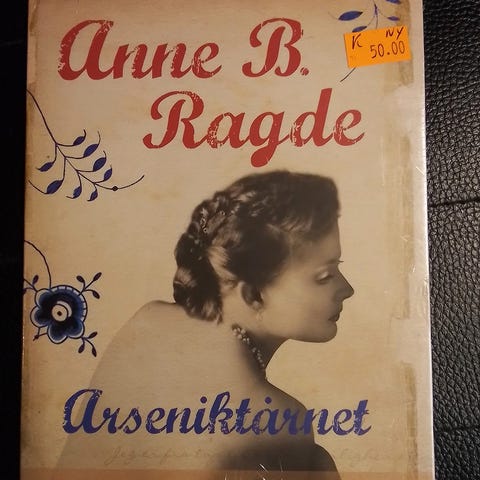 Anne B.
K NY
50.00
Ragde
Arseniktårnet